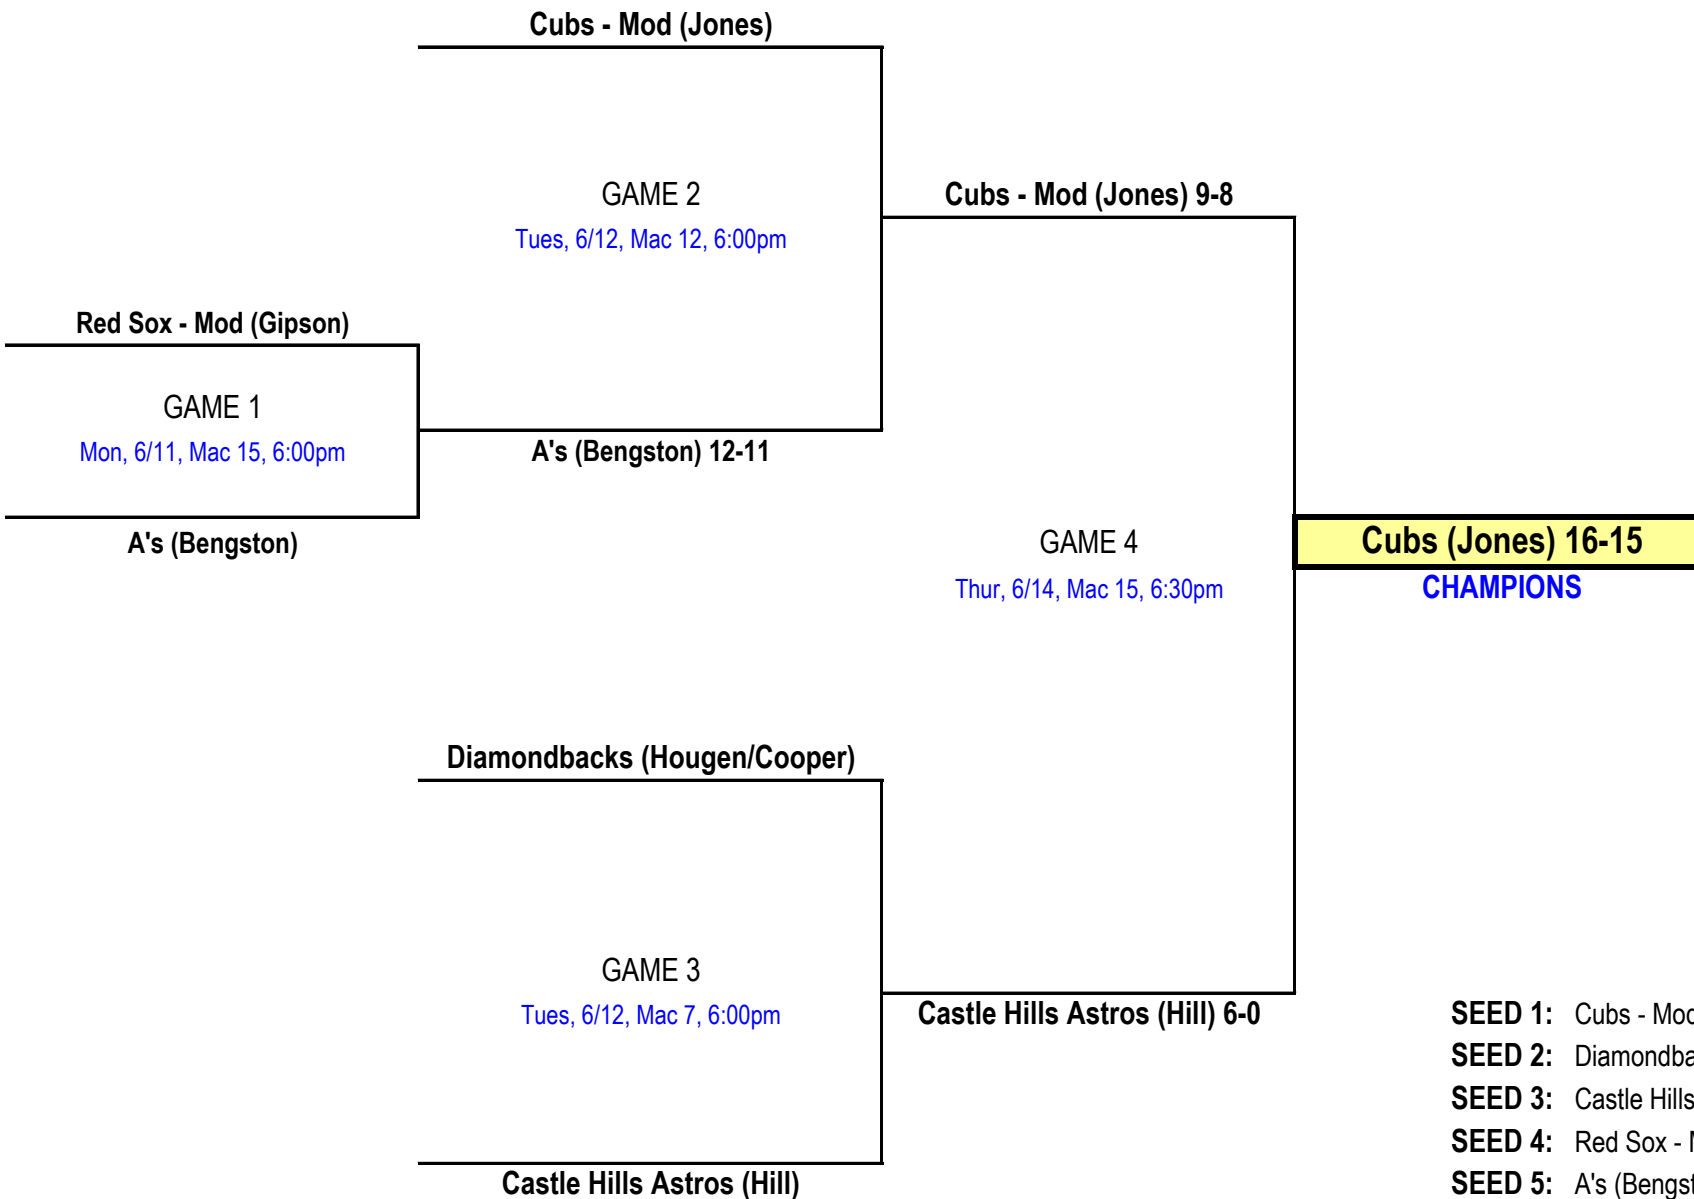 Cubs - Mod (Jones)
GAME 2
Tues, 6/12, Mac 12, 6:00pm
Cubs - Mod (Jones) 9-8
Red Sox - Mod (Gipson)
GAME 1
Mon, 6/11, Mac 15, 6:00pm
A's (Bengston) 12-11
A's (Bengston)
GAME 4
Thur, 6/14, Mac 15, 6:30pm
Cubs (Jones) 16-15
CHAMPIONS
Diamondbacks (Hougen/Cooper)
GAME 3
Tues, 6/12, Mac 7, 6:00pm
Castle Hills Astros (Hill) 6-0
Castle Hills Astros (Hill)
SEED 1: Cubs -
SEED 2:
SEED 3: Castle Hills
SEED 4: Red Sox -
SEED 5: A's